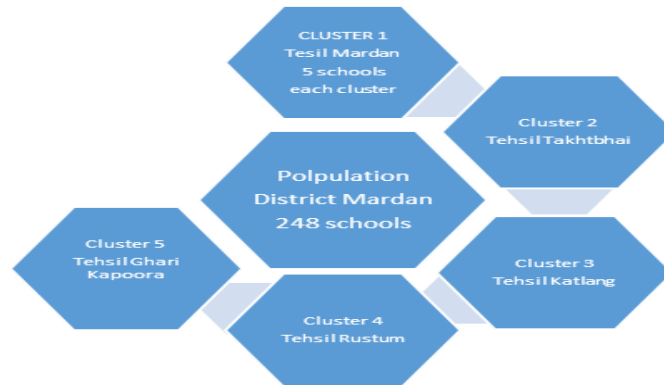 CLUSTER 1
Tesil Mardan
5 schools
each cluster
Cluster 2
Tehsil Takhtbhai
Polpulation
District Mardan
248 schools
Cluster 5
Tehsil Ghari
Kapoora
Cluster 3
Tehsil Katlang
Cluster 4
Tehsil Rustum